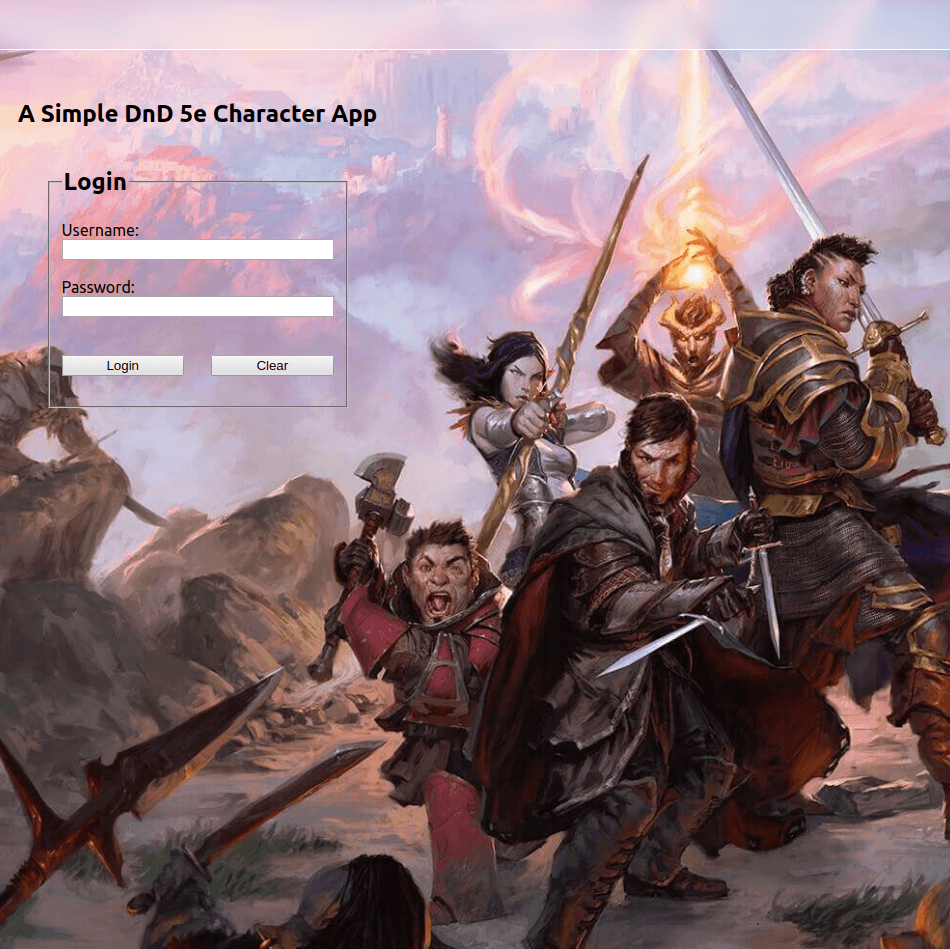 A Simple DnD 5e Character App
Login
Username:
Password:
Login Clear